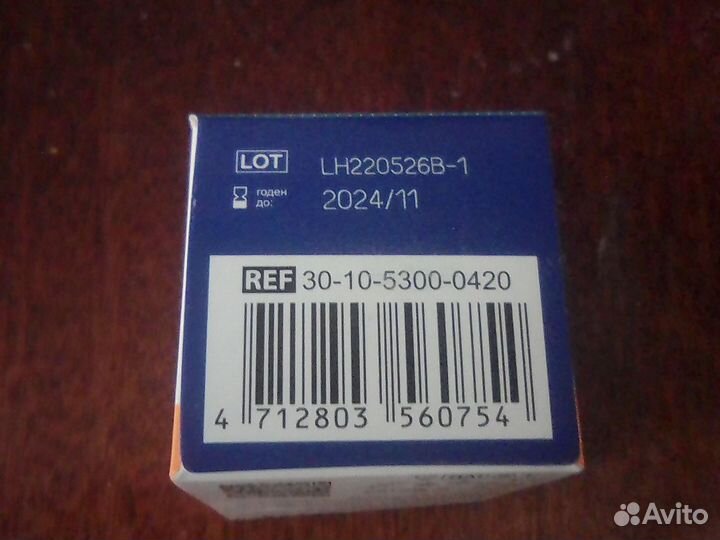 LOT LH220526B-1
годен
до: 2024/11
REF 30-10-5300-0420
4 712803 560754
Avito